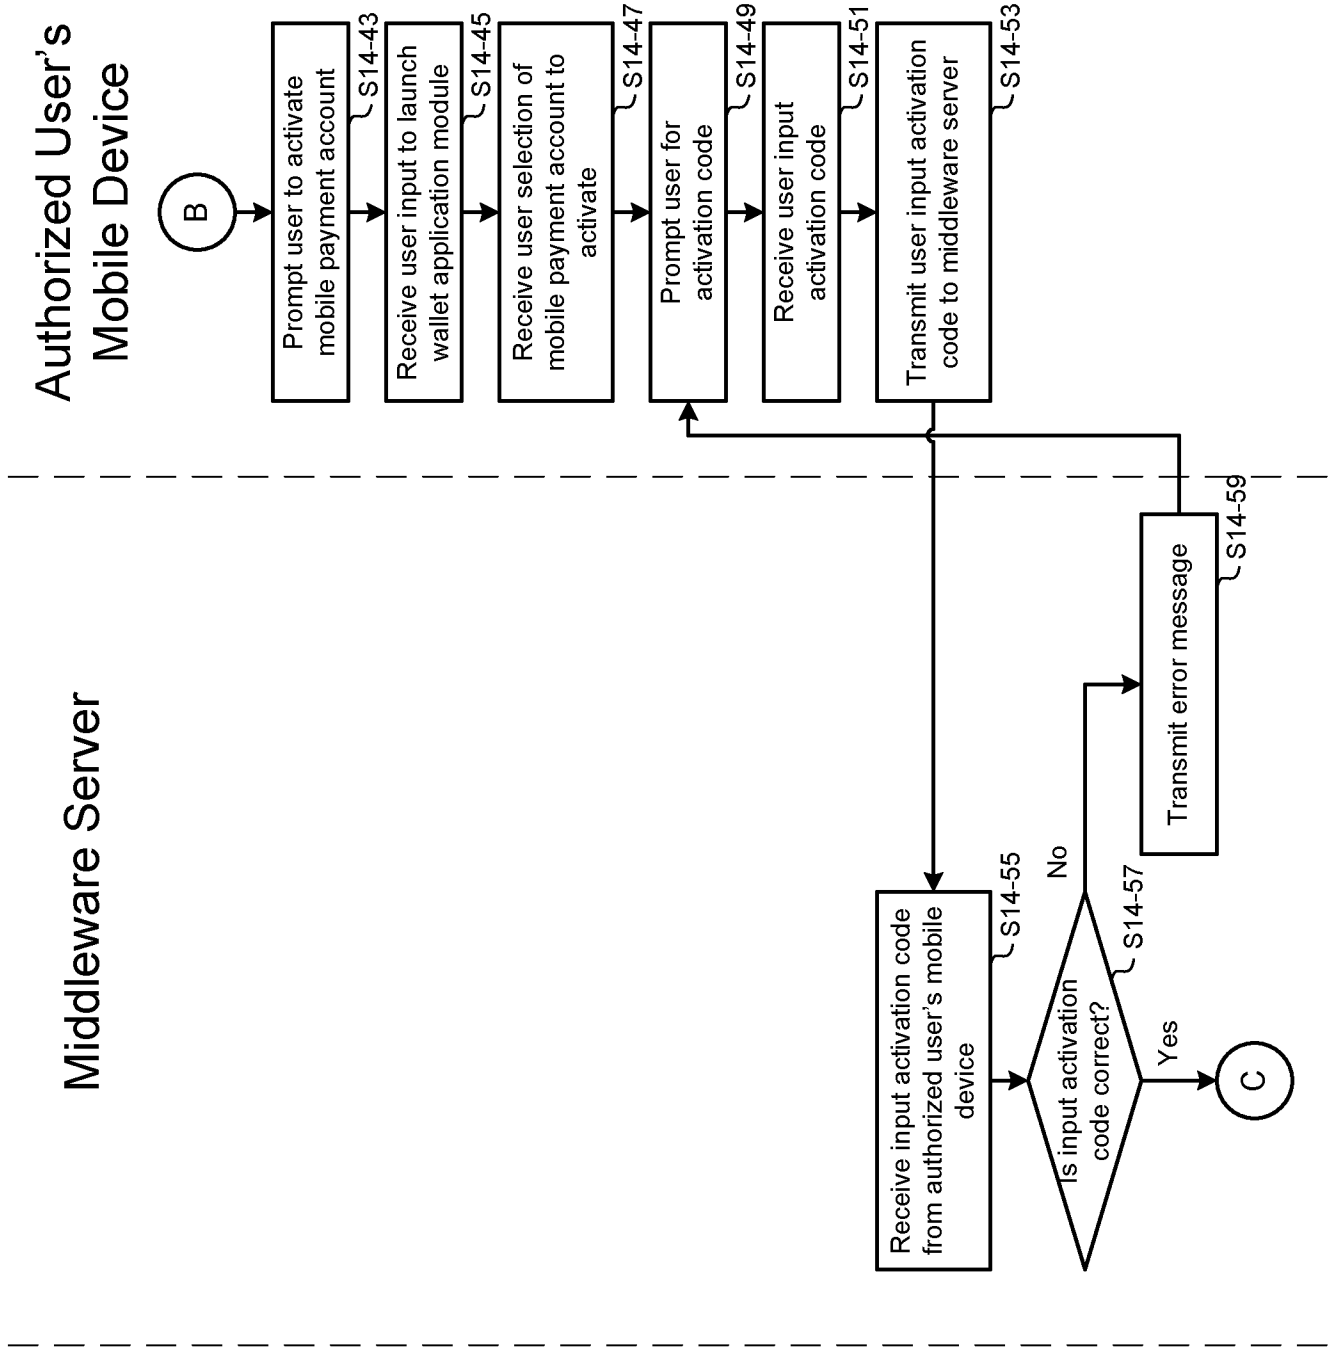 Middleware Server
Authorized User's
Mobile Device
B
Prompt user to activate
mobile payment account
S14-43
Receive user input to launch
wallet application module
S14-45
Receive user selection of
mobile payment account to
activate
S14-47
Prompt user for
activation code
S14-49
Receive user input
activation code
S14-51
Transmit user input activation
code to middleware server
S14-53
Receive input activation code
from authorized user's mobile
device
S14-55
Is input activation
code correct?
S14-57
No
Yes
Transmit error message
S14-59
C